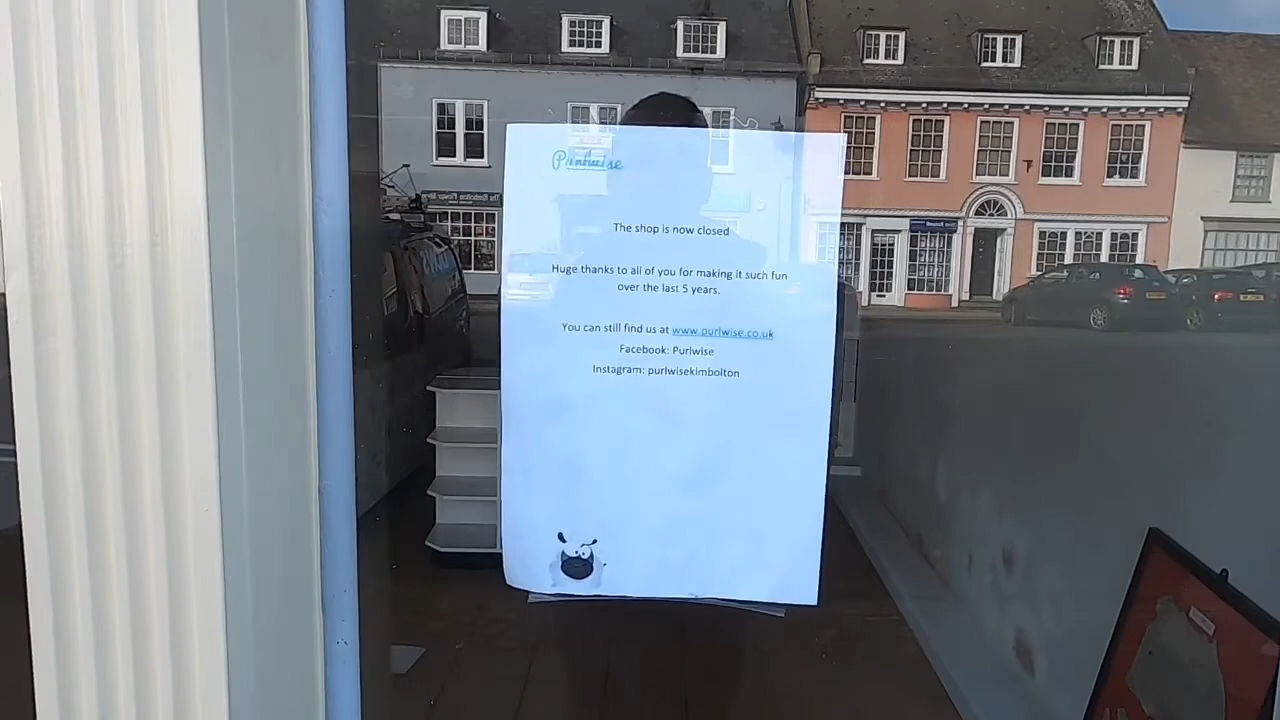 Purlwise
The shop is now closed
Huge thanks to all of you for making it such fun
over the last 5 years.
You can still find us at www.purlwise.co.uk
Facebook: Purlwise
Instagram: purlwisekimbolton